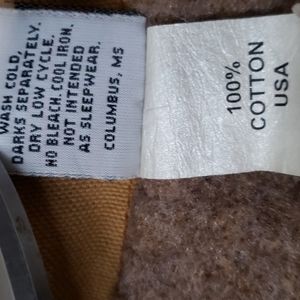 WASH COLD,
DARKS SEPARATELY.
DRY LOW CYCLE.
NO BLEACH. COOL IRON.
NOT INTENDED
AS SLEEPWEAR.
COLUMBUS, MS
100%
COTTON
USA